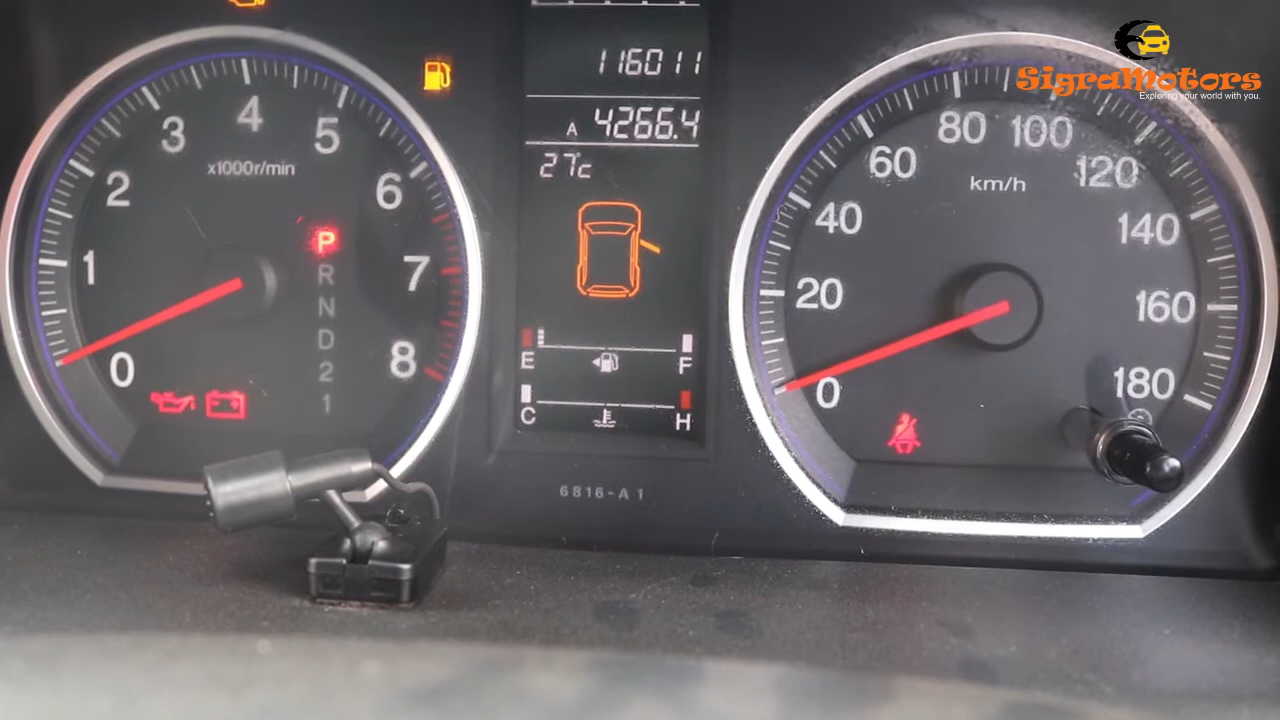 SigraMotors
Exploring your world with you.
116011
A 4266.4
27°c
0 1 2 3 4 5 6 7 8
x1000r/min
P
R
N
D
2
1
E F
C H
6816-A1
0 20 40 60 80 100 120 140 160 180
km/h